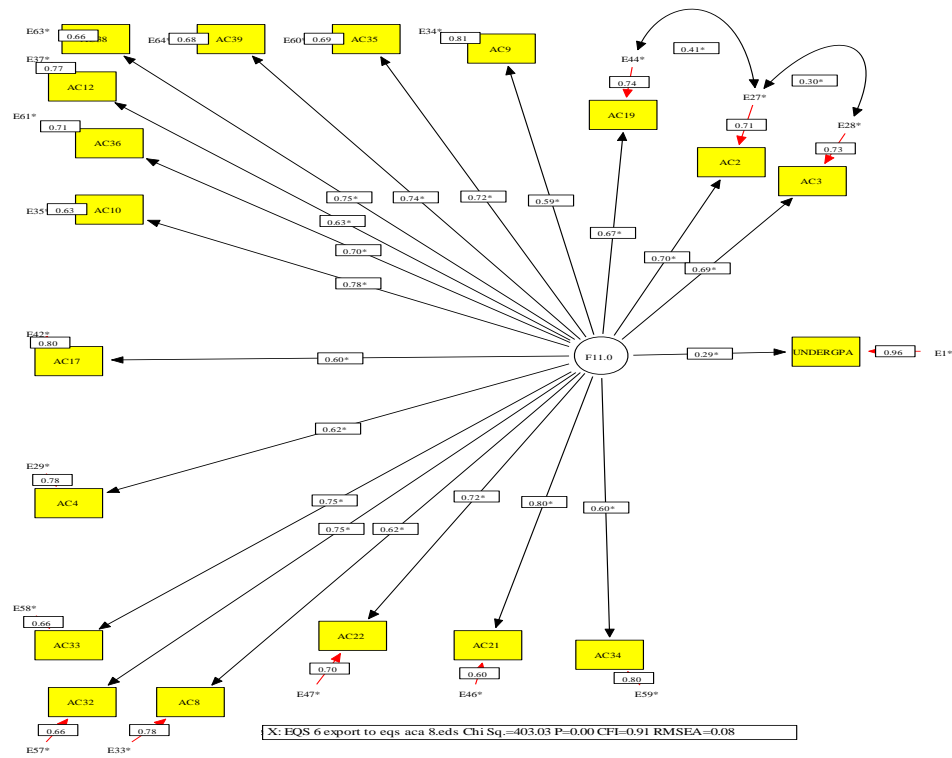 E63*
0.66
38
E64*
0.68
AC39
E60*
0.69
AC35
E34*
0.81
AC9
0.41*
E44*
0.74
AC19
0.30*
E27*
0.71
AC2
E28*
0.73
AC3
E37*
0.77
AC12
E61*
0.71
AC36
E35*
0.63
AC10
0.75*
0.74*
0.72*
0.59*
0.63*
0.67*
0.70*
0.70*
0.69*
0.78*
E42*
0.80
AC17
0.60*
F11.0
0.29*
UNDERGPA
0.96
E1*
0.62*
E29*
0.78
AC4
0.75*
0.75*
0.62*
0.72*
0.80*
0.60*
E58*
0.66
AC33
AC22
0.70
E47*
AC21
0.60
E46*
AC34
0.80
E59*
AC32
0.66
E57*
AC8
0.78
E33*
X: EQS 6 export to eqs aca 8.eds Chi Sq.=403.03 P=0.00 CFI=0.91 RMSEA=0.08